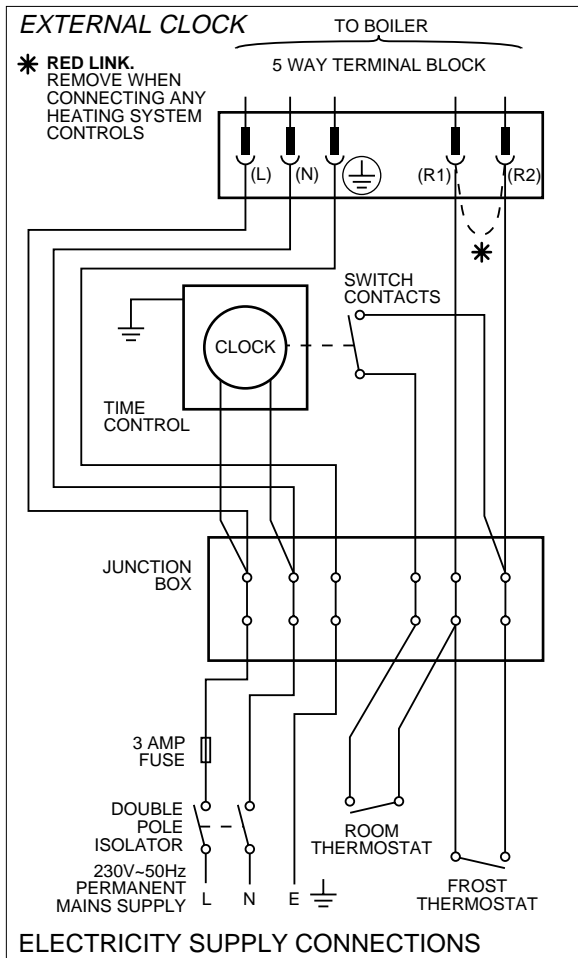 EXTERNAL CLOCK
TO BOILER
✱ RED LINK.
REMOVE WHEN
CONNECTING ANY
HEATING SYSTEM
CONTROLS
5 WAY TERMINAL BLOCK
(L)
(N)
(R1)
(R2)
✱
SWITCH
CONTACTS
CLOCK
TIME
CONTROL
JUNCTION
BOX
3 AMP
FUSE
DOUBLE
POLE
ISOLATOR
ROOM
THERMOSTAT
230V~50Hz
PERMANENT
MAINS SUPPLY
L
N
E
FROST
THERMOSTAT
ELECTRICITY SUPPLY CONNECTIONS